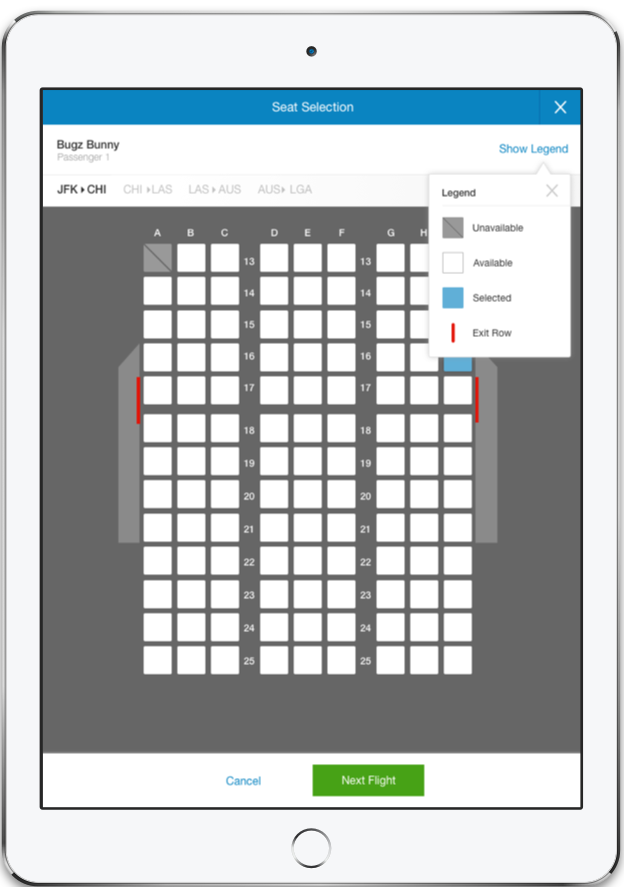 Seat Selection
Bugz Bunny
Show Legend
Passenger 1
JFK CHI CHI LAS LAS AUS AUS LGA
Legend
Unavailable
Available
Selected
Exit Row
A B C D E F G H
13 13
14 14
15 15
16 16
17 17
18 18
19 19
20 20
21 21
22 22
23 23
24 24
25 25
Cancel Next Flight